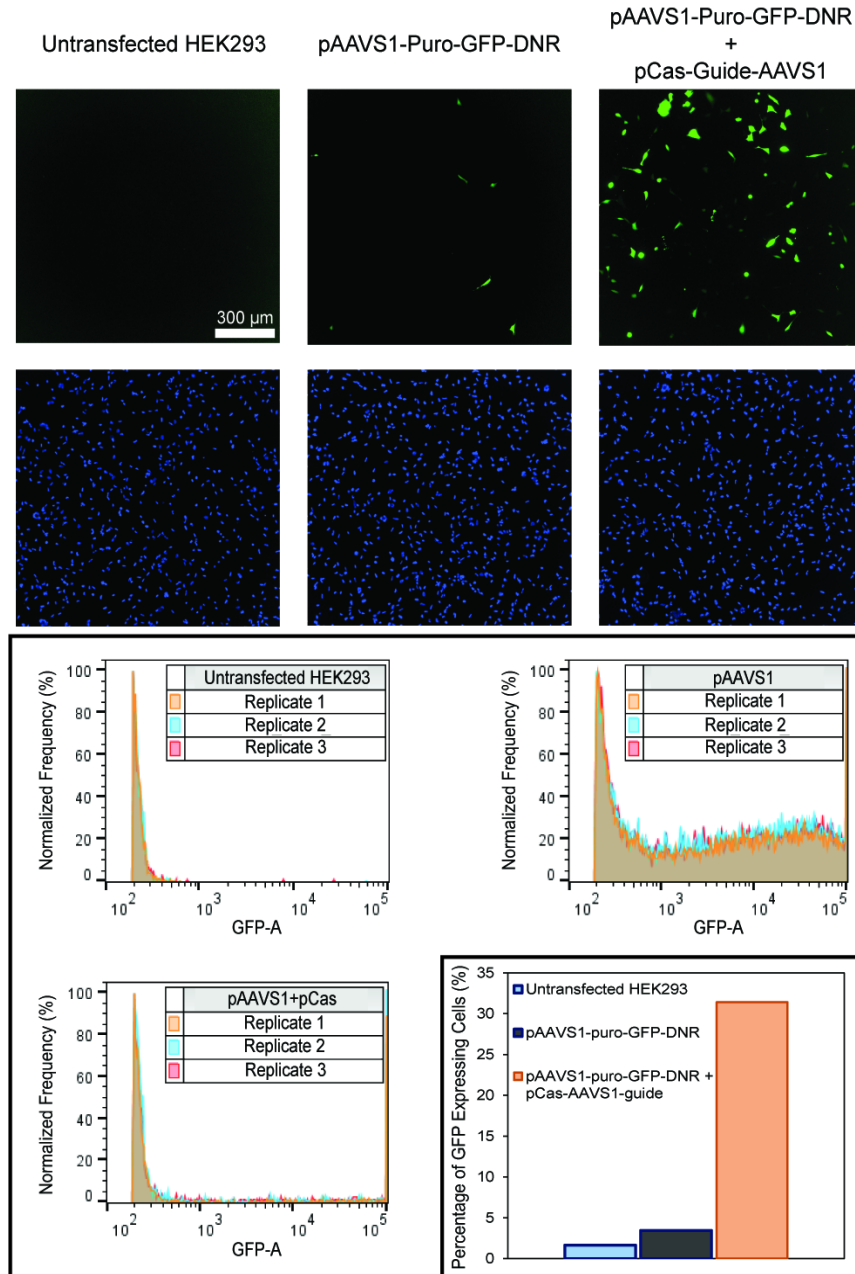 Untransfected HEK293
pAAVS1-Puro-GFP-DNR
pAAVS1-Puro-GFP-DNR
+
pCas-Guide-AAVS1
300 µm
Normalized Frequency (%)
100
80
60
40
20
0
Untransfected HEK293
Replicate 1
Replicate 2
Replicate 3
10² 10³ 10⁴ 10⁵
GFP-A
Normalized Frequency (%)
100
80
60
40
20
0
pAAVS1
Replicate 1
Replicate 2
Replicate 3
10² 10³ 10⁴ 10⁵
GFP-A
Normalized Frequency (%)
100
80
60
40
20
0
pAAVS1+pCas
Replicate 1
Replicate 2
Replicate 3
10² 10³ 10⁴ 10⁵
GFP-A
Percentage of GFP Expressing Cells (%)
35
30
25
20
15
10
5
0
Untransfected HEK293
pAAVS1-puro-GFP-DNR
pAAVS1-puro-GFP-DNR +
pCas-AAVS1-guide